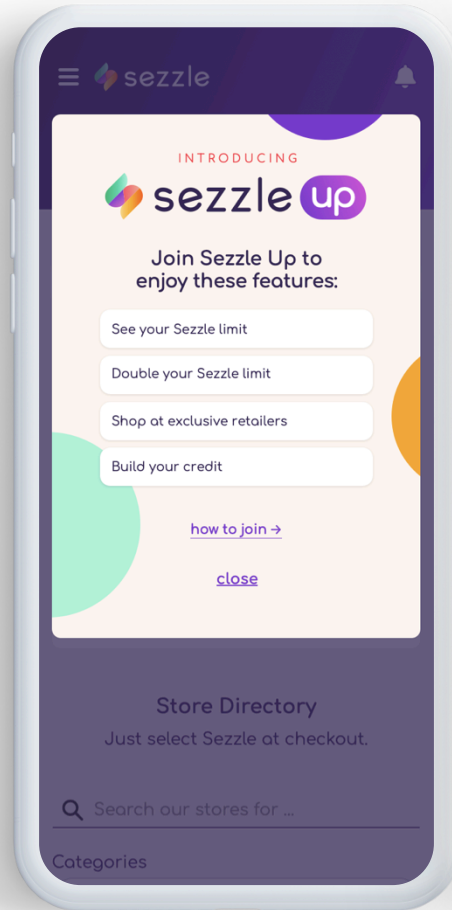 sezzle
INTRODUCING
sezzle up
Join Sezzle Up to
enjoy these features:
See your Sezzle limit
Double your Sezzle limit
Shop at exclusive retailers
Build your credit
how to join →
close
Store Directory
Just select Sezzle at checkout.
Search our stores for ...
Categories